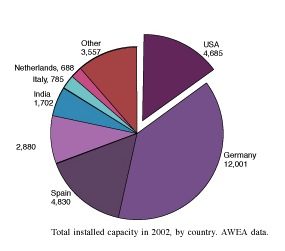 Other
3,557
USA
4,685
Netherlands, 688
Italy, 785
India
1,702
2,880
Germany
12,001
Spain
4,830
Total installed capacity in 2002, by country. AWEA data.